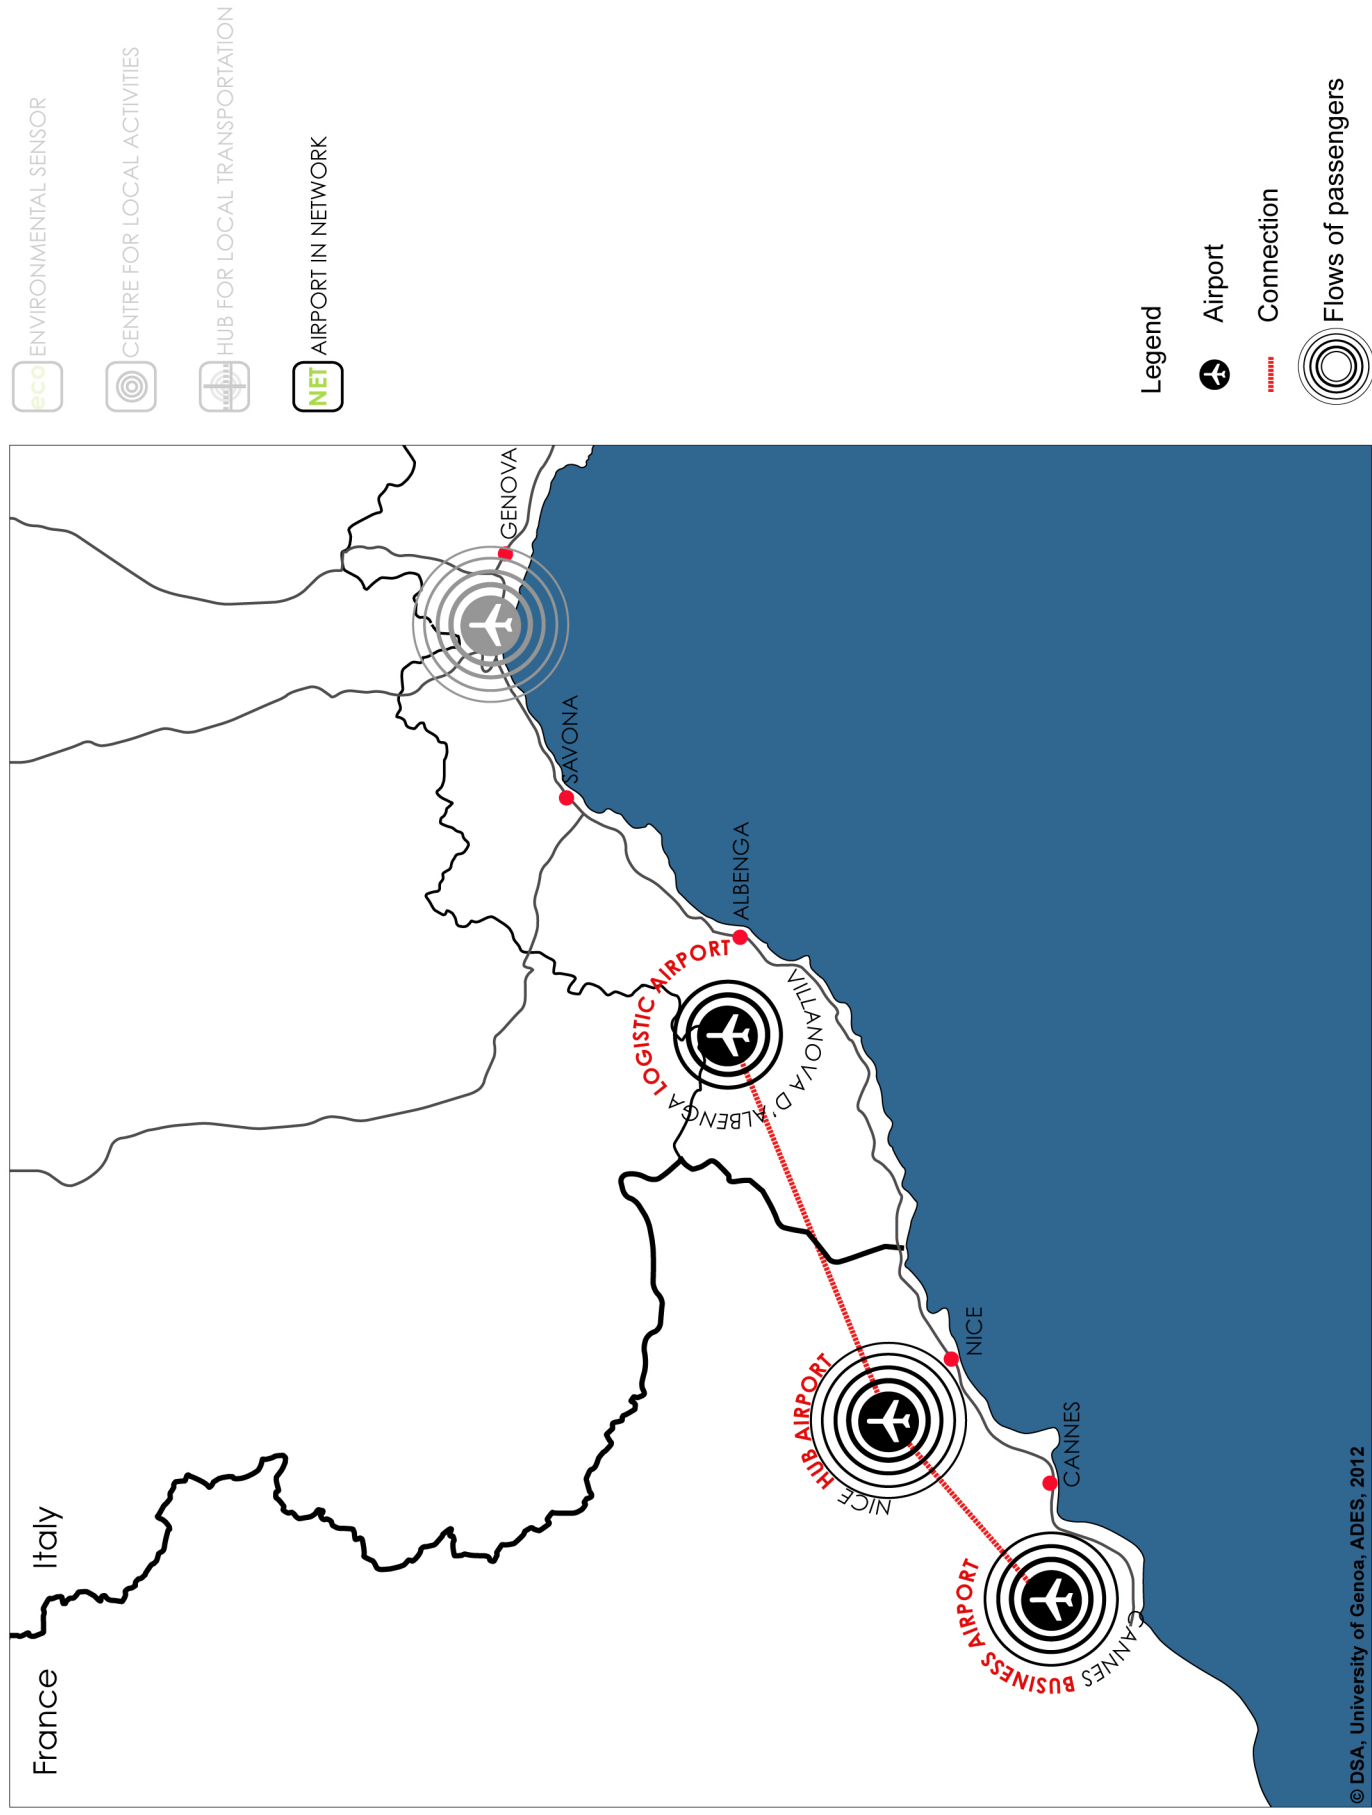 eco ENVIRONMENTAL SENSOR
CENTRE FOR LOCAL ACTIVITIES
HUB FOR LOCAL TRANSPORTATION
NET AIRPORT IN NETWORK
France
Italy
GENOVA
SAVONA
ALBENGA
VILLANOVA D'ALBENGA LOGISTIC AIRPORT
NICE
NICE HUB AIRPORT
CANNES
CANNES BUSINESS AIRPORT
Legend
Airport
Connection
Flows of passengers
© DSA, University of Genoa, ADES, 2012